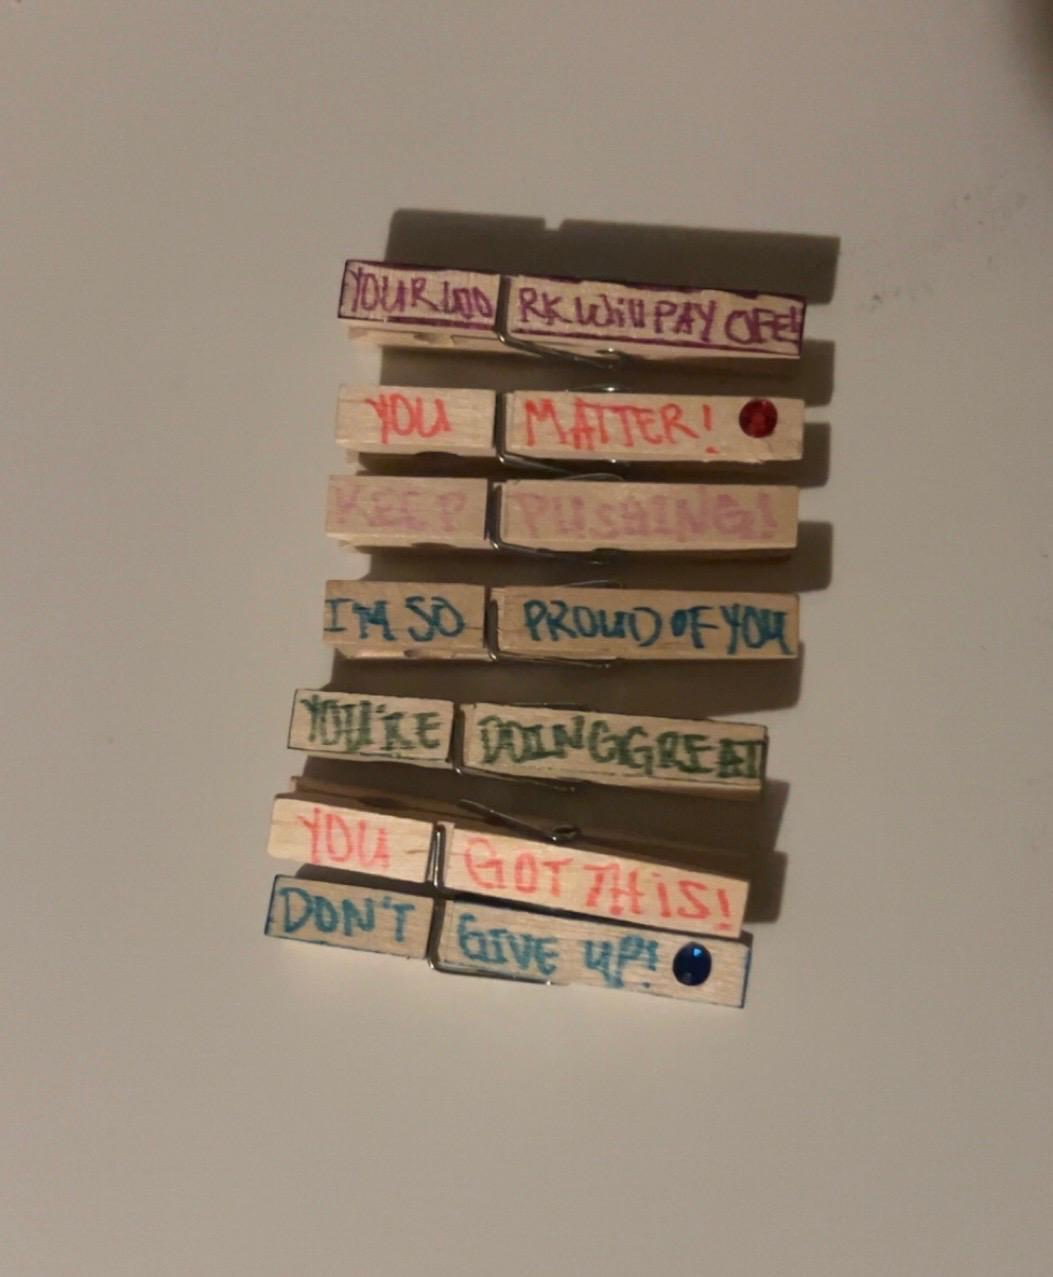 YOUR WORK WiLL PAY OFF!
YOU MATTER!
KEEP PUSHING!
I'M SO PROUD OF YOU
YOU'RE DOING GREAT
YOU GOT THiS!
DON'T GIVE UP!